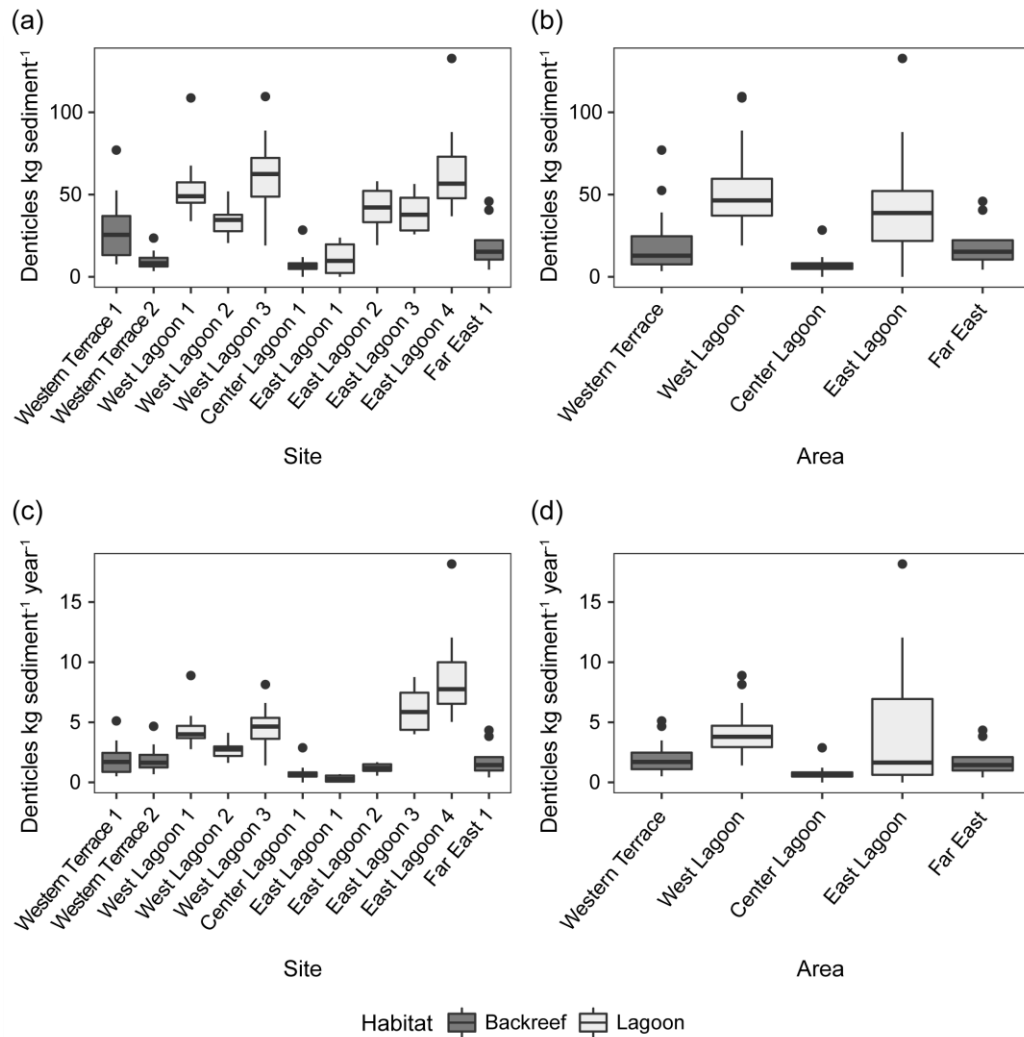 (a)
Denticles kg sediment⁻¹
100
50
0
Western Terrace 1
Western Terrace 2
West Lagoon 1
West Lagoon 2
West Lagoon 3
Center Lagoon 1
East Lagoon 1
East Lagoon 2
East Lagoon 3
East Lagoon 4
Far East 1
Site
(b)
Denticles kg sediment⁻¹
100
50
0
Western Terrace
West Lagoon
Center Lagoon
East Lagoon
Far East
Area
(c)
Denticles kg sediment⁻¹ year⁻¹
15
10
5
0
Western Terrace 1
Western Terrace 2
West Lagoon 1
West Lagoon 2
West Lagoon 3
Center Lagoon 1
East Lagoon 1
East Lagoon 2
East Lagoon 3
East Lagoon 4
Far East 1
Site
(d)
Denticles kg sediment⁻¹ year⁻¹
15
10
5
0
Western Terrace
West Lagoon
Center Lagoon
East Lagoon
Far East
Area
Habitat Backreef Lagoon